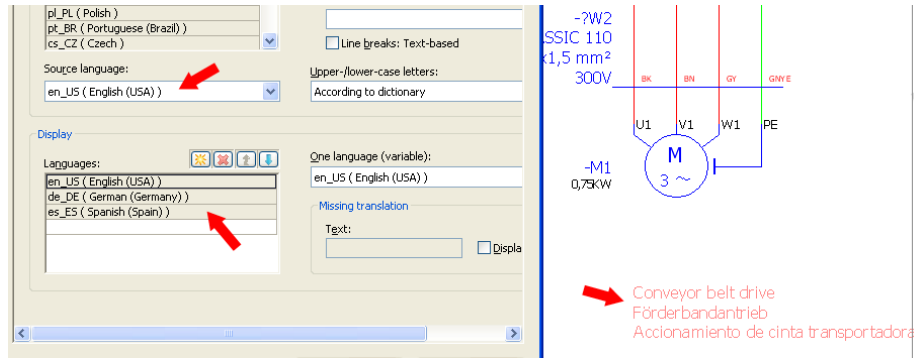 pl_PL ( Polish )
pt_BR ( Portuguese (Brazil) )
cs_CZ ( Czech )
Source language:
en_US ( English (USA) )
Line breaks: Text-based
Upper-/lower-case letters:
According to dictionary
Display
Languages:
en_US ( English (USA) )
de_DE ( German (Germany) )
es_ES ( Spanish (Spain) )
One language (variable):
en_US ( English (USA) )
Missing translation
Text:
Displa
-?W2
SSIC 110
x1,5 mm²
300V
BK BN GY GNYE
U1 V1 W1 PE
M
3 ~
-M1
0,75KW
Conveyor belt drive
Förderbandantrieb
Accionamiento de cinta transportadora